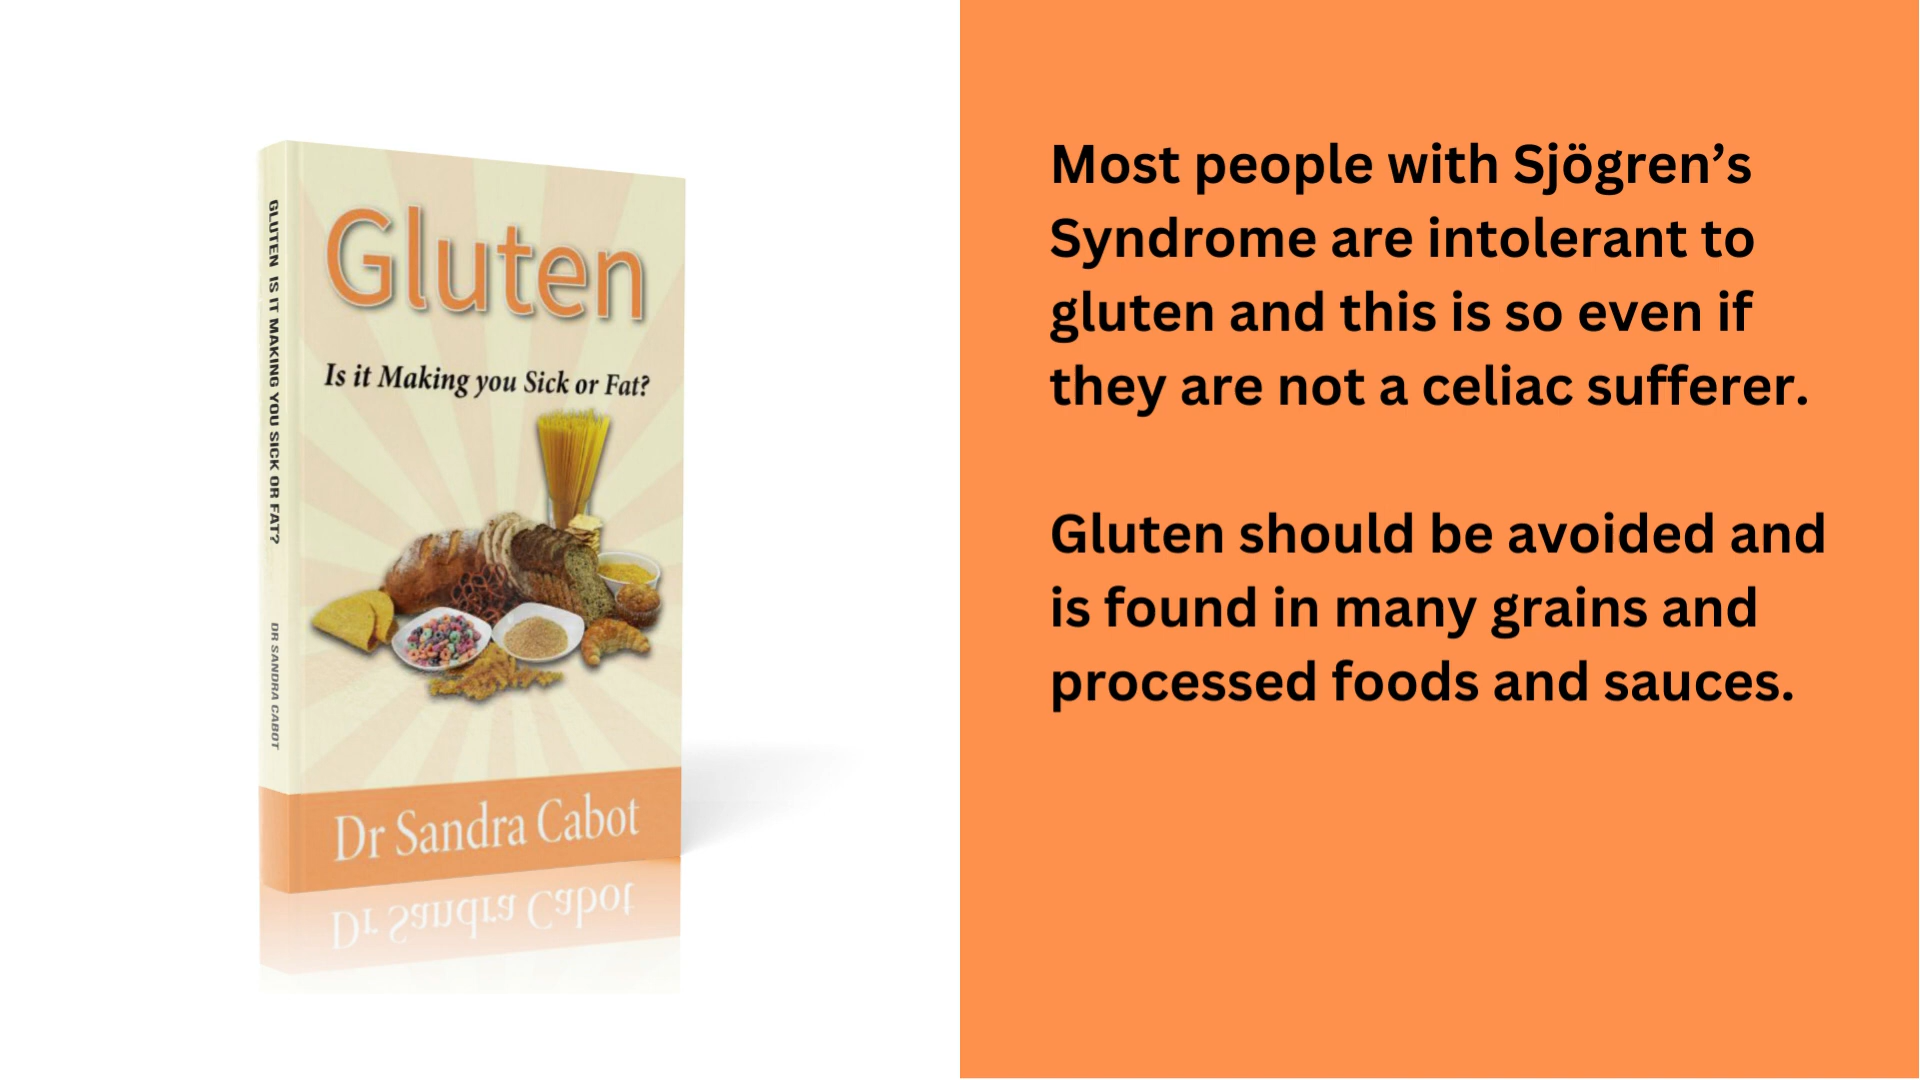 GLUTEN IS IT MAKING YOU SICK OR FAT?
DR SANDRA CABOT
Gluten
Is it Making you Sick or Fat?
Dr Sandra Cabot
Dr Sandra Cabot
Most people with Sjögren’s
Syndrome are intolerant to
gluten and this is so even if
they are not a celiac sufferer.
Gluten should be avoided and
is found in many grains and
processed foods and sauces.